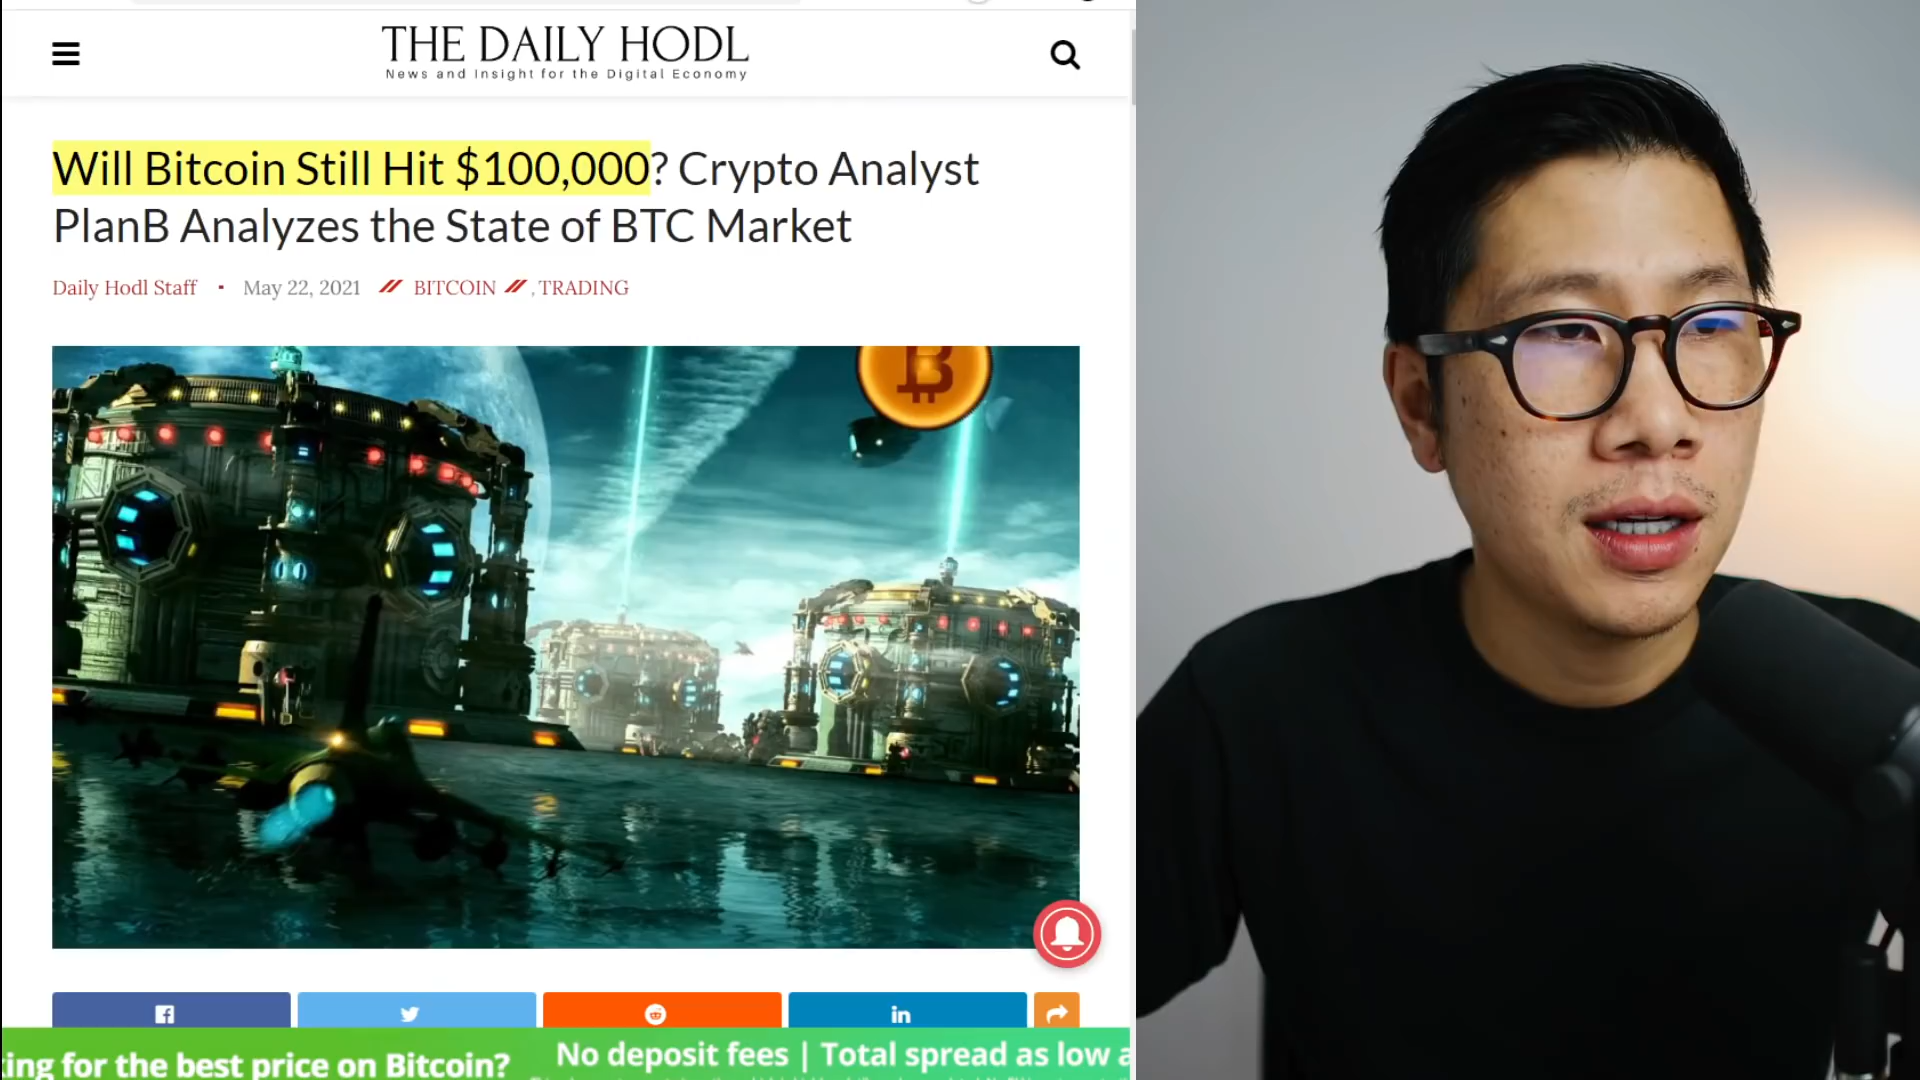 THE DAILY HODL
News and Insight for the Digital Economy
Will Bitcoin Still Hit $100,000? Crypto Analyst
PlanB Analyzes the State of BTC Market
Daily Hodl Staff · May 22, 2021 // BITCOIN // , TRADING
for the best price on Bitcoin?
No deposit fees | Total spread as low